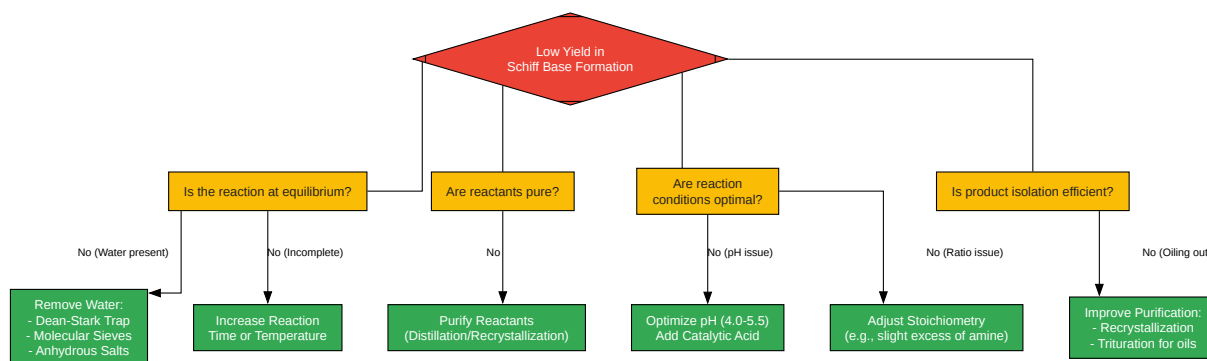 Low Yield in
Schiff Base Formation
Is the reaction at equilibrium?
Are reactants pure?
Are reaction
conditions optimal?
Is product isolation efficient?
No (Water present)
No (Incomplete)
No
No (pH issue)
No (Ratio issue)
No (Oiling out
Remove Water:
- Dean-Stark Trap
- Molecular Sieves
- Anhydrous Salts
Increase Reaction
Time or Temperature
Purify Reactants
(Distillation/Recrystallization)
Optimize pH (4.0-5.5)
Add Catalytic Acid
Adjust Stoichiometry
(e.g., slight excess of amine)
Improve Purification:
- Recrystallization
- Trituration for oils